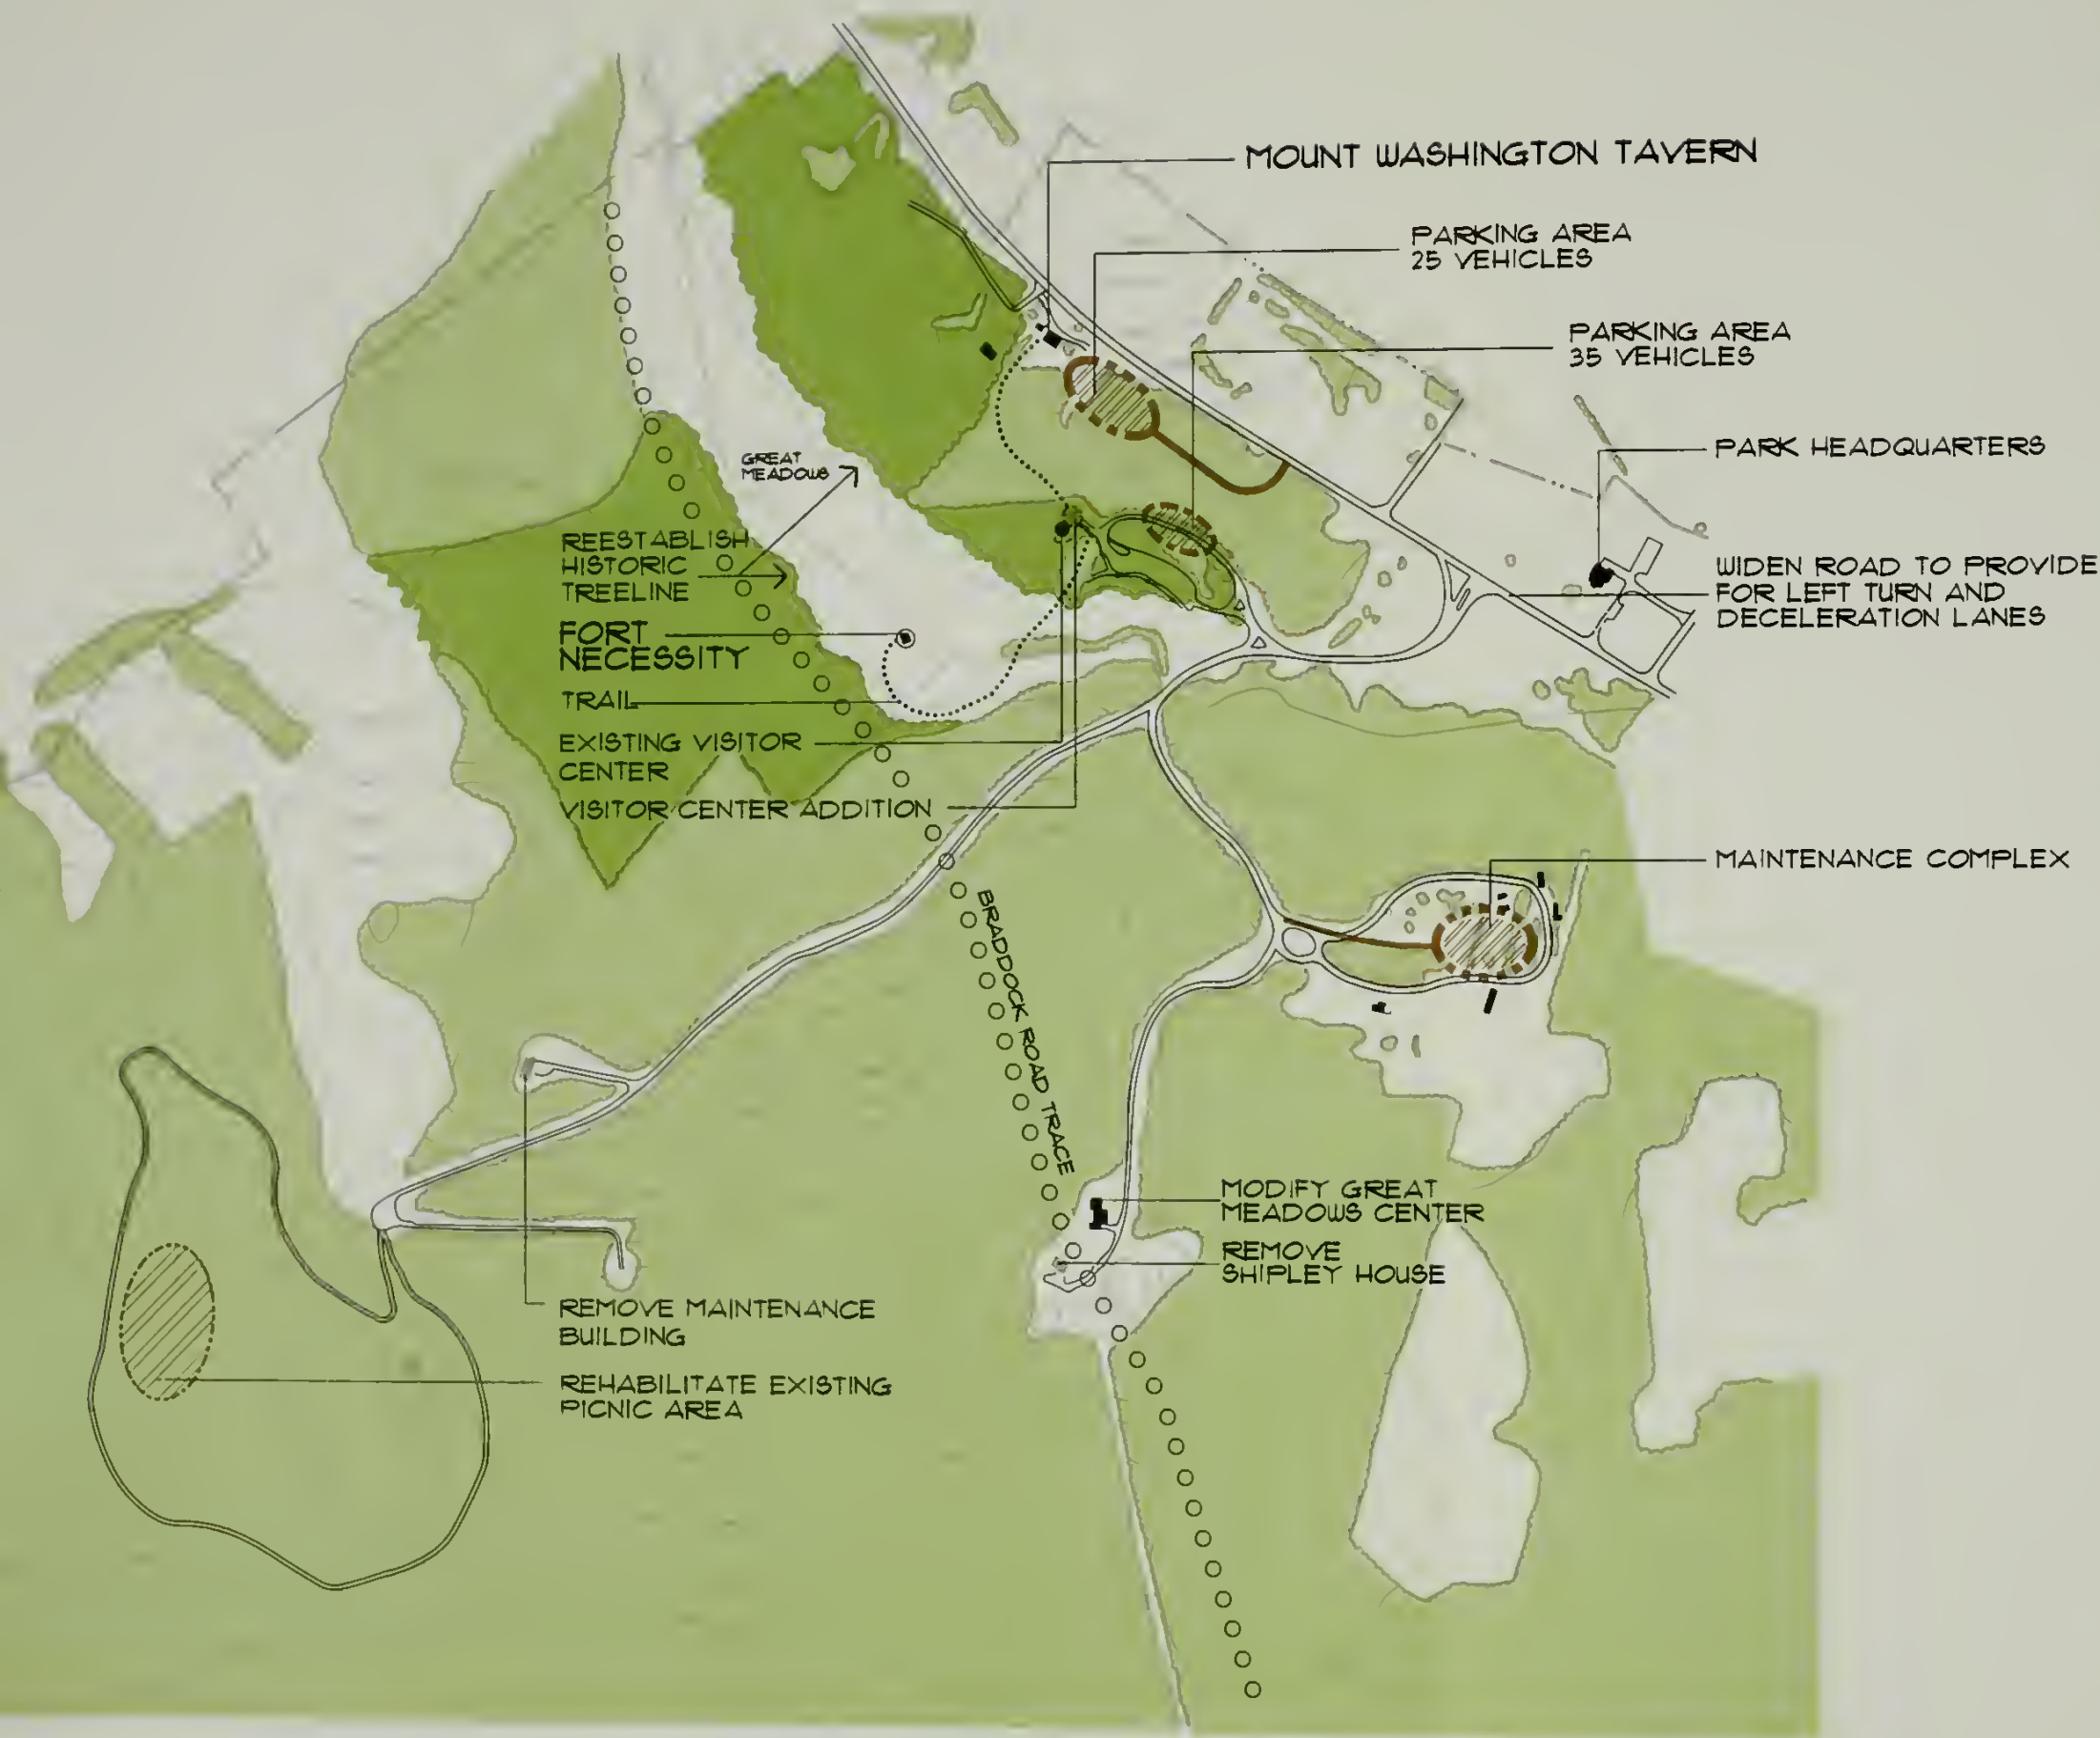 MOUNT WASHINGTON TAVERN
PARKING AREA
25 VEHICLES
PARKING AREA
35 VEHICLES
PARK HEADQUARTERS
GREAT
MEADOWS
REESTABLISH
HISTORIC
TREELINE
WIDEN ROAD TO PROVIDE
FOR LEFT TURN AND
DECELERATION LANES
FORT
NECESSITY
TRAIL
EXISTING VISITOR
CENTER
VISITOR CENTER ADDITION
MAINTENANCE COMPLEX
BRADDOCK ROAD TRACE
MODIFY GREAT
MEADOWS CENTER
REMOVE
SHIPLEY HOUSE
REMOVE MAINTENANCE
BUILDING
REHABILITATE EXISTING
PICNIC AREA